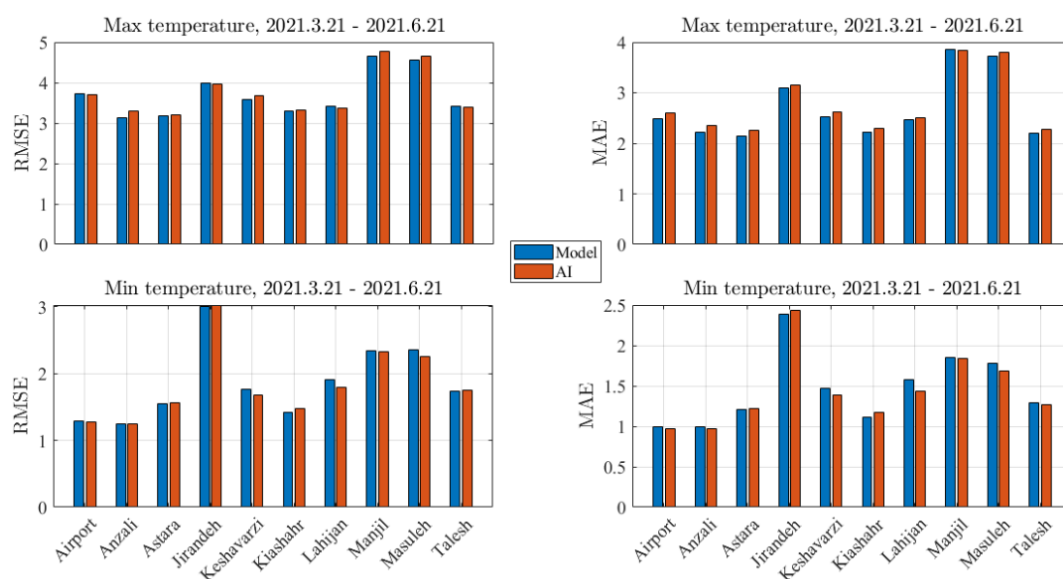 Max temperature, 2021.3.21 - 2021.6.21
RMSE
5
4
3
2
1
0
Max temperature, 2021.3.21 - 2021.6.21
MAE
4
3
2
1
0
Model
AI
Min temperature, 2021.3.21 - 2021.6.21
RMSE
3
2
1
0
Airport
Anzali
Astara
Jirandeh
Keshavarzi
Kiashahr
Lahijan
Manjil
Masuleh
Talesh
Min temperature, 2021.3.21 - 2021.6.21
MAE
2.5
2
1.5
1
0.5
0
Airport
Anzali
Astara
Jirandeh
Keshavarzi
Kiashahr
Lahijan
Manjil
Masuleh
Talesh